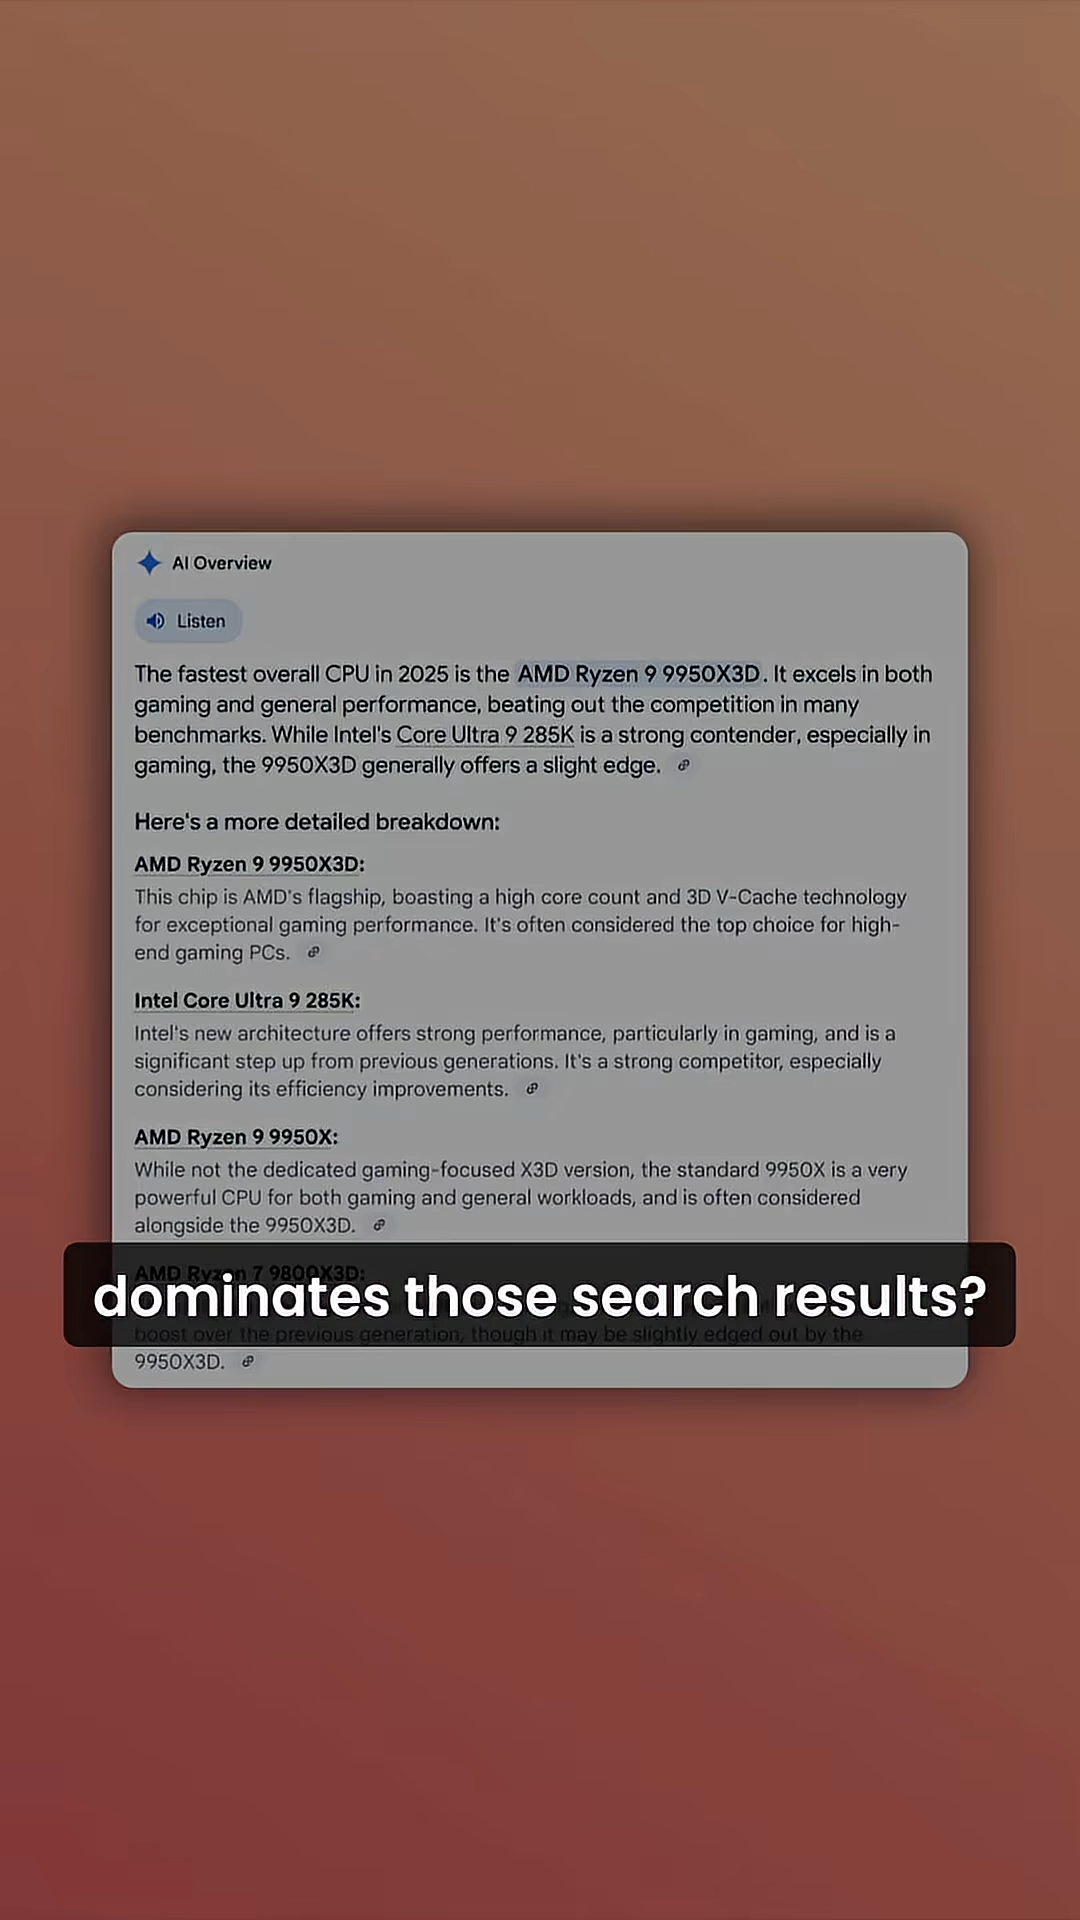 AI Overview
Listen
The fastest overall CPU in 2025 is the AMD Ryzen 9 9950X3D. It excels in both
gaming and general performance, beating out the competition in many
benchmarks. While Intel's Core Ultra 9 285K is a strong contender, especially in
gaming, the 9950X3D generally offers a slight edge.
Here's a more detailed breakdown:
AMD Ryzen 9 9950X3D:
This chip is AMD's flagship, boasting a high core count and 3D V-Cache technology
for exceptional gaming performance. It's often considered the top choice for high-
end gaming PCs.
Intel Core Ultra 9 285K:
Intel's new architecture offers strong performance, particularly in gaming, and is a
significant step up from previous generations. It's a strong competitor, especially
considering its efficiency improvements.
AMD Ryzen 9 9950X:
While not the dedicated gaming-focused X3D version, the standard 9950X is a very
powerful CPU for both gaming and general workloads, and is often considered
alongside the 9950X3D.
AMD Ryzen 7 9800X3D:
dominates those search results?
boost over the previous generation, though it may be slightly edged out by the
9950X3D.